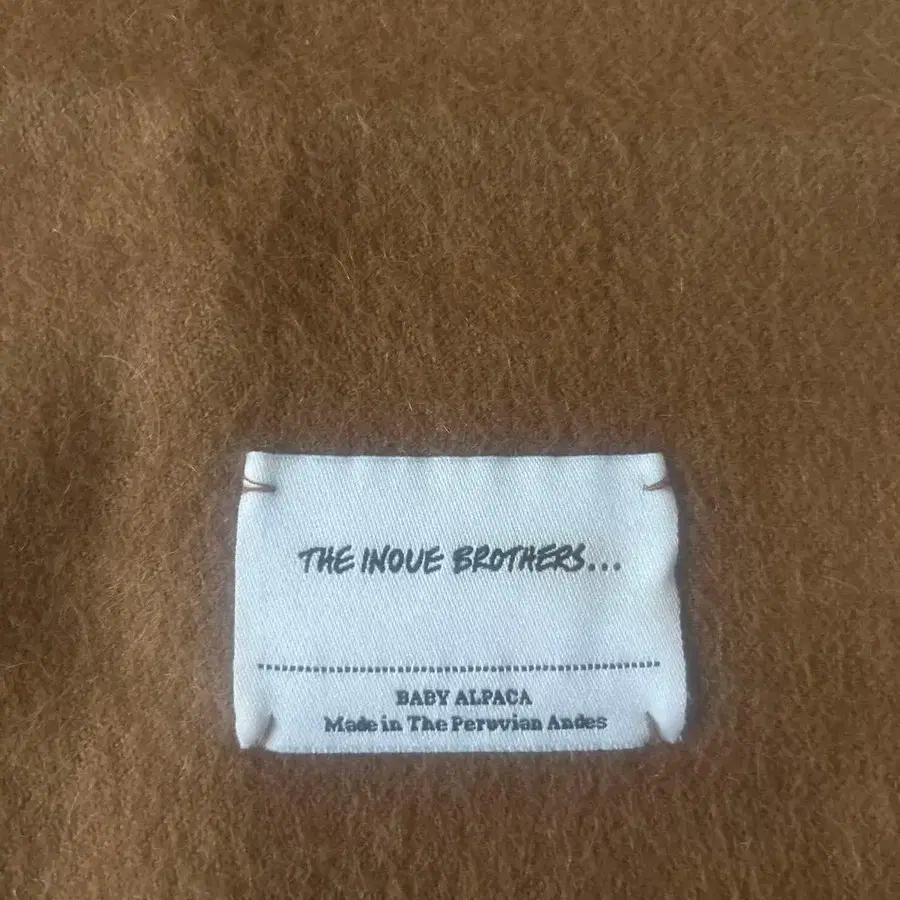 THE INOUE BROTHERS...
BABY ALPACA
Made in The Peruvian Andes